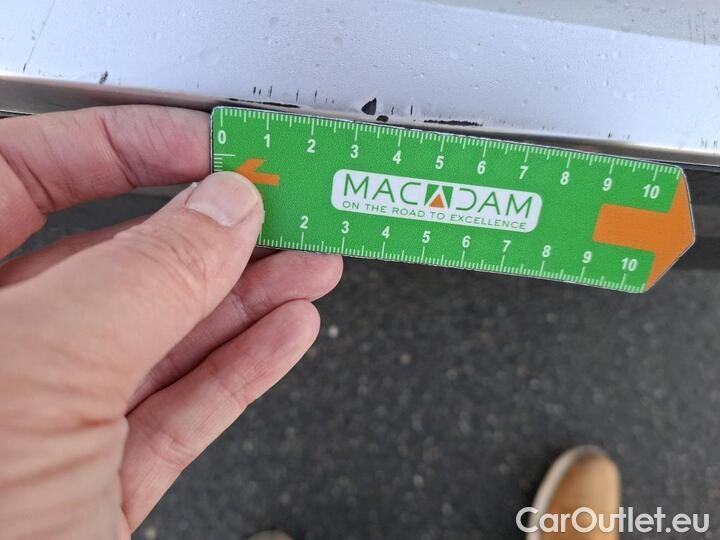 0 1 2 3 4 5 6 7 8 9 10
MACADAM
ON THE ROAD TO EXCELLENCE
2 3 4 5 6 7 8 9 10
CarOutlet.eu